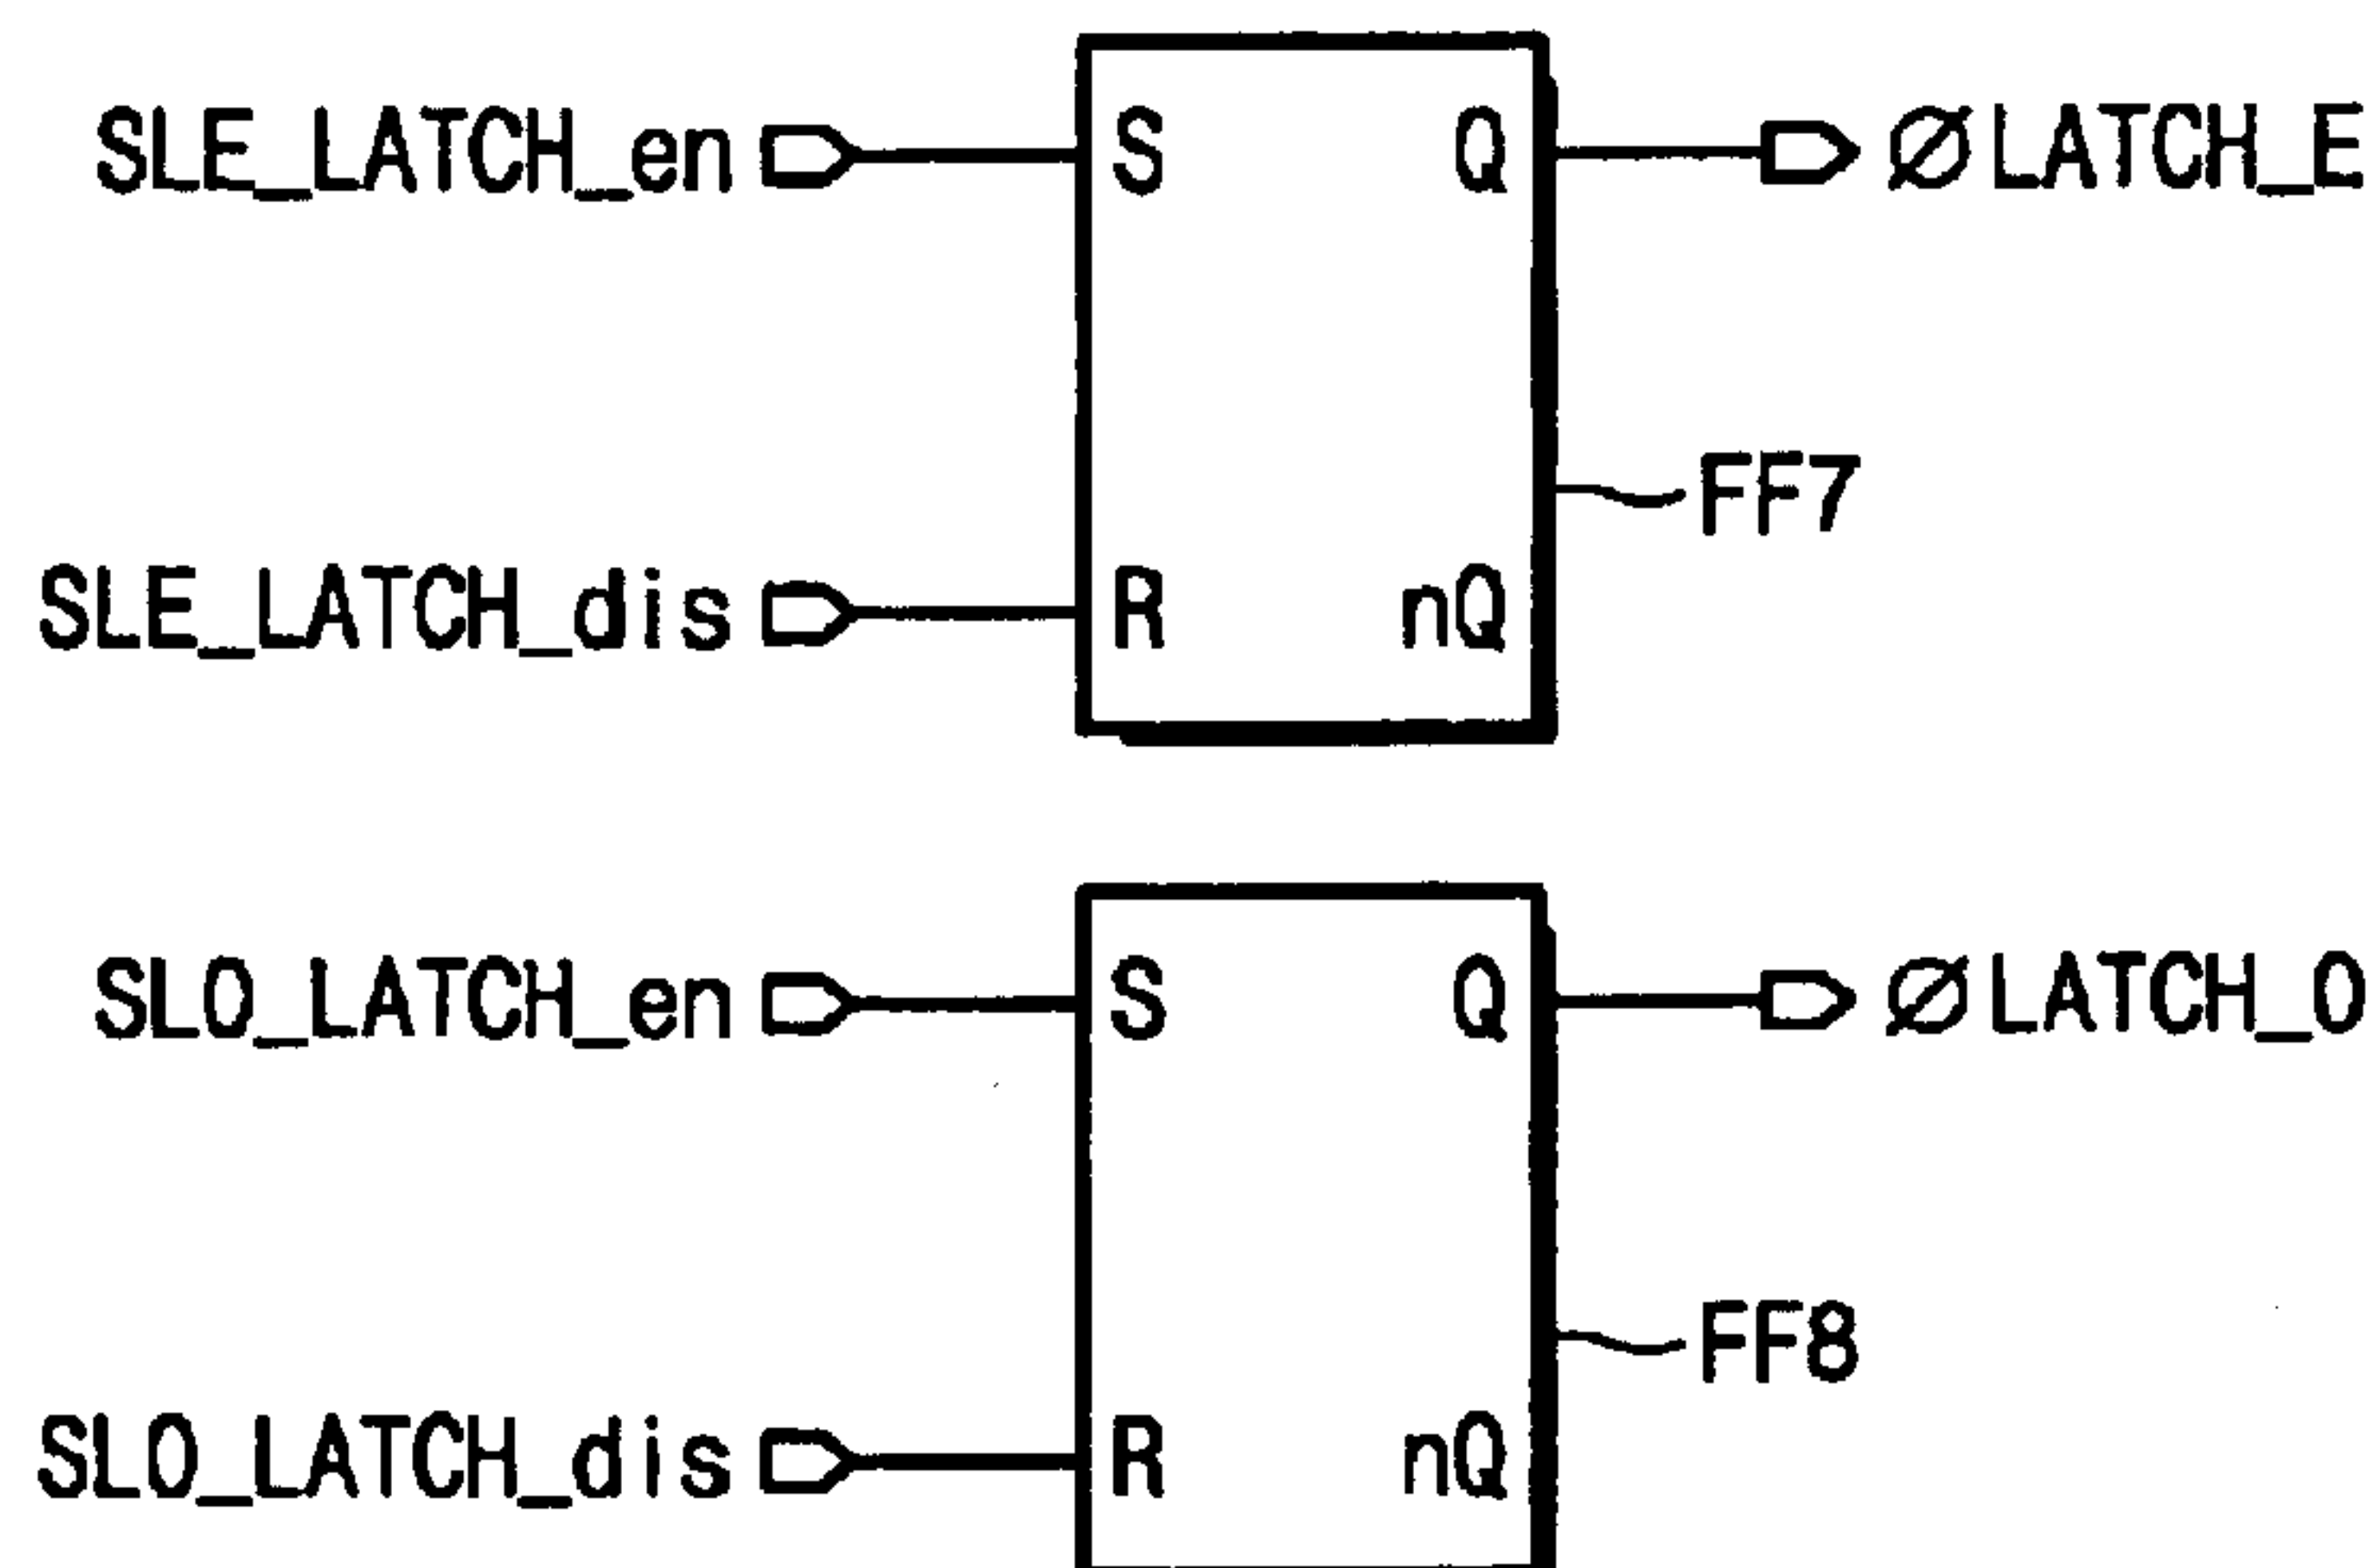 SLE_LATCH_en S Q ØLATCH_E
FF7
SLE_LATCH_dis R nQ
SLO_LATCH_en S Q ØLATCH_O
FF8
SLO_LATCH_dis R nQ